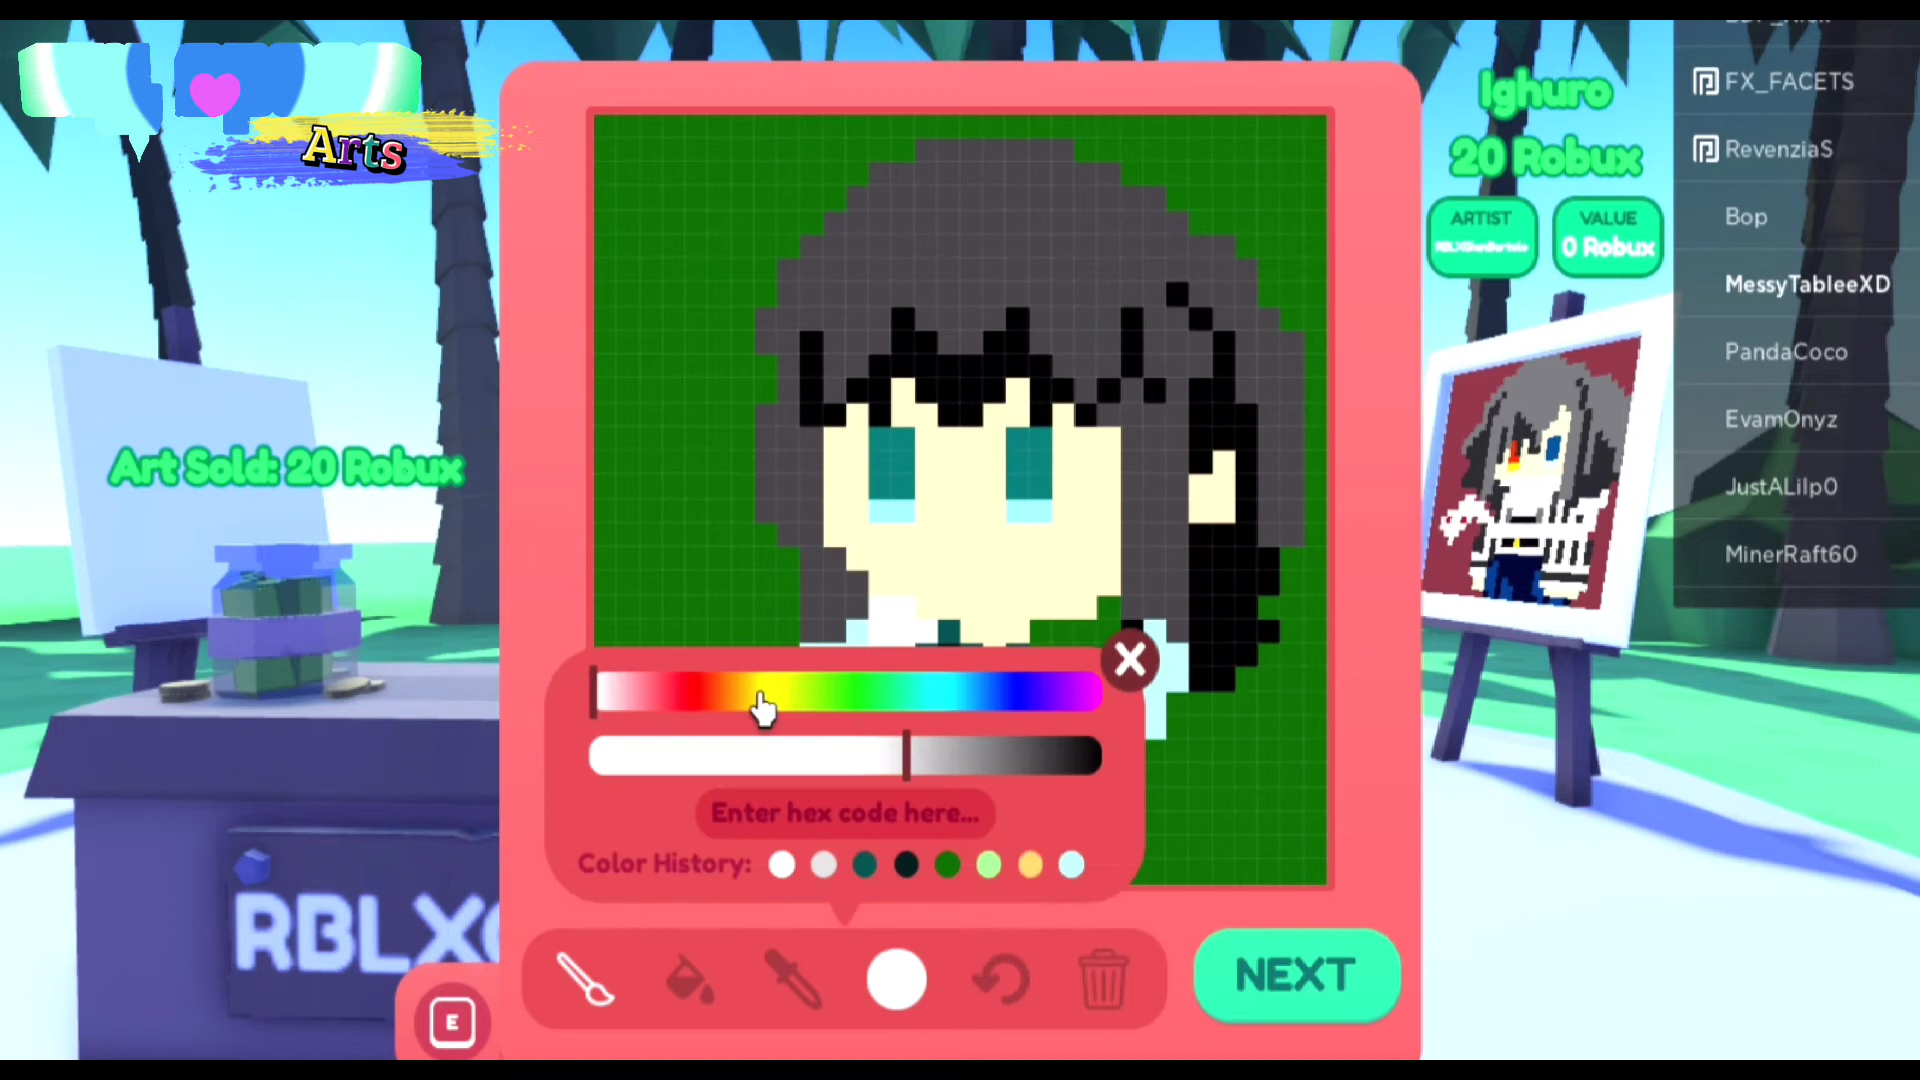 Arts
Ighuro
20 Robux
ARTIST
VALUE
0 Robux
FX_FACETS
RevenziaS
Bop
MessyTableeXD
PandaCoco
EvamOnyz
JustALilp0
MinerRaft60
Art Sold: 20 Robux
Enter hex code here...
Color History:
RBLX
NEXT
E